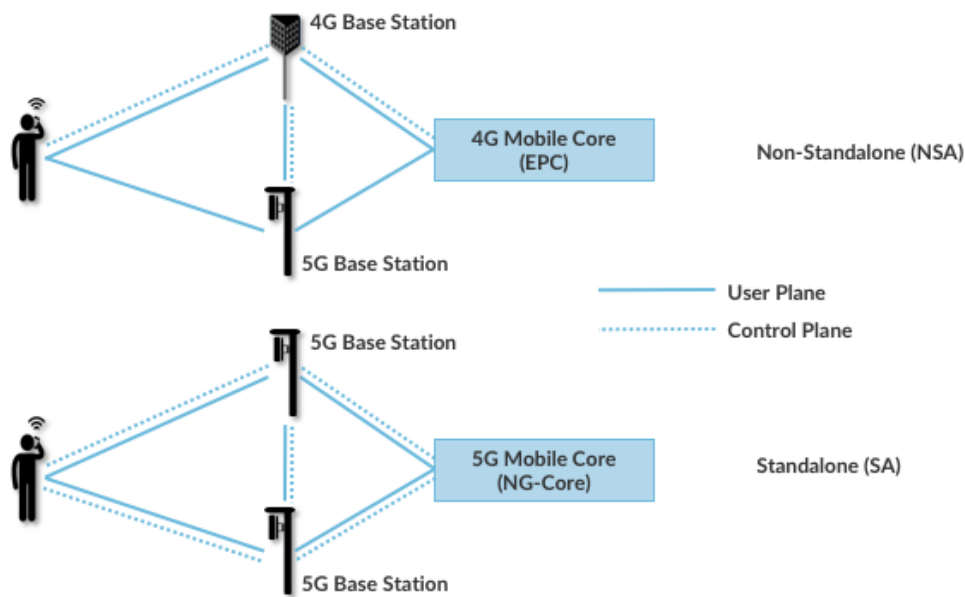 4G Base Station
4G Mobile Core
(EPC)
Non-Standalone (NSA)
5G Base Station
User Plane
Control Plane
5G Base Station
5G Mobile Core
(NG-Core)
Standalone (SA)
5G Base Station